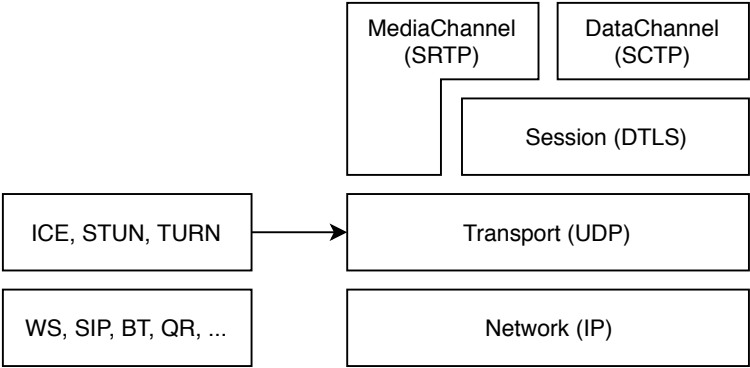 MediaChannel
(SRTP)
DataChannel
(SCTP)
Session (DTLS)
ICE, STUN, TURN
Transport (UDP)
WS, SIP, BT, QR, ...
Network (IP)